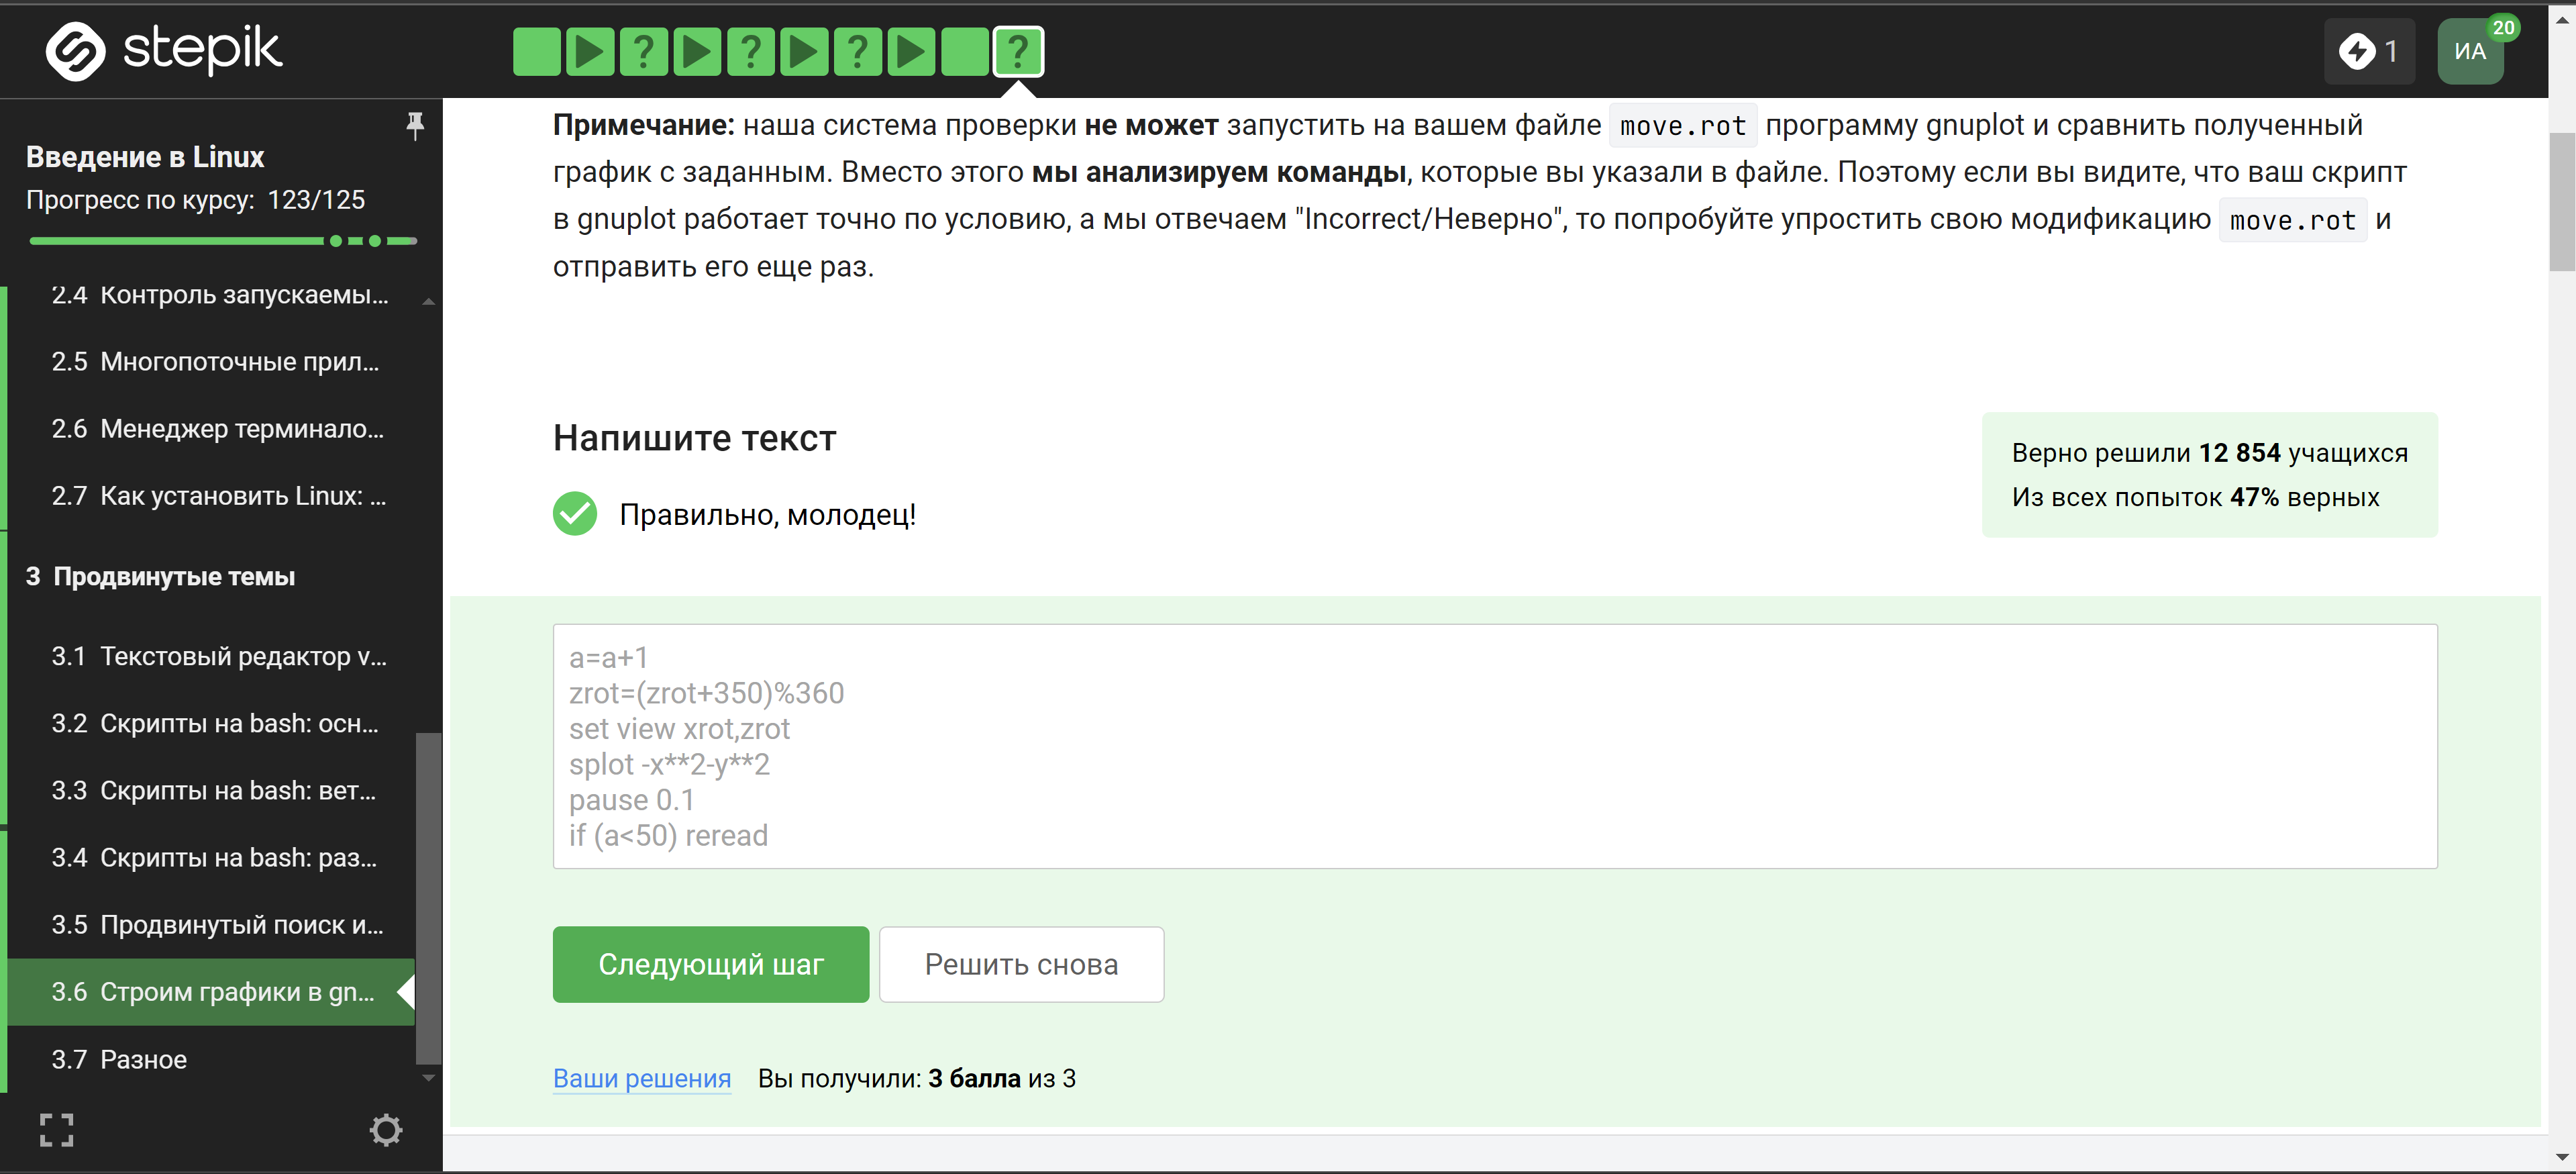 stepik
? ? ? ?
1
ИА
20
Введение в Linux
Прогресс по курсу: 123/125
2.4 Контроль запускаемы...
2.5 Многопоточные прил...
2.6 Менеджер терминало...
2.7 Как установить Linux: ...
3 Продвинутые темы
3.1 Текстовый редактор v...
3.2 Скрипты на bash: осн...
3.3 Скрипты на bash: вет...
3.4 Скрипты на bash: раз...
3.5 Продвинутый поиск и...
3.6 Строим графики в gn...
3.7 Разное
Примечание: наша система проверки не может запустить на вашем файле move.rot программу gnuplot и сравнить полученный
график с заданным. Вместо этого мы анализируем команды, которые вы указали в файле. Поэтому если вы видите, что ваш скрипт
в gnuplot работает точно по условию, а мы отвечаем "Incorrect/Неверно", то попробуйте упростить свою модификацию move.rot и
отправить его еще раз.
Напишите текст
Правильно, молодец!
Верно решили 12 854 учащихся
Из всех попыток 47% верных
a=a+1
zrot=(zrot+350)%360
set view xrot,zrot
splot -x**2-y**2
pause 0.1
if (a<50) reread
Следующий шаг
Решить снова
Ваши решения Вы получили: 3 балла из 3